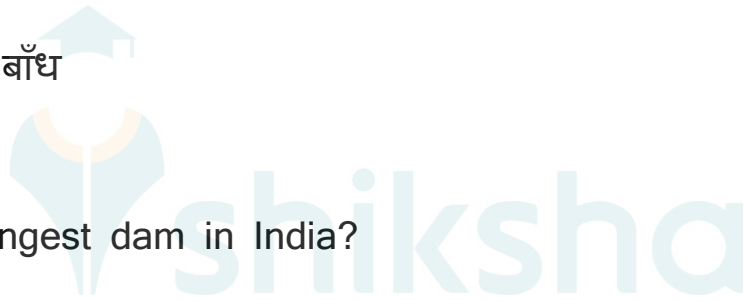 बाँध
ngest dam in India?
shiksha